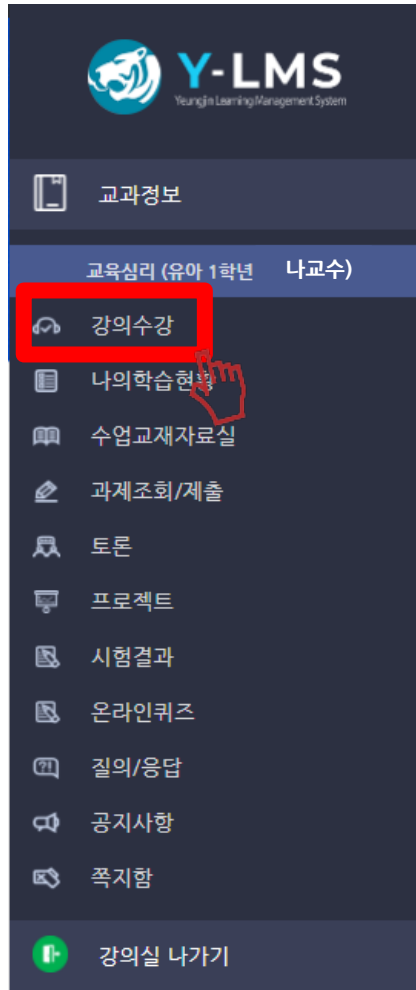 Y-LMS
Yeungjin Learning Management System
교과정보
교육심리 (유아 1학년 나교수)
강의수강
나의학습현황
수업교재자료실
과제조회/제출
토론
프로젝트
시험결과
온라인퀴즈
질의/응답
공지사항
쪽지함
강의실 나가기